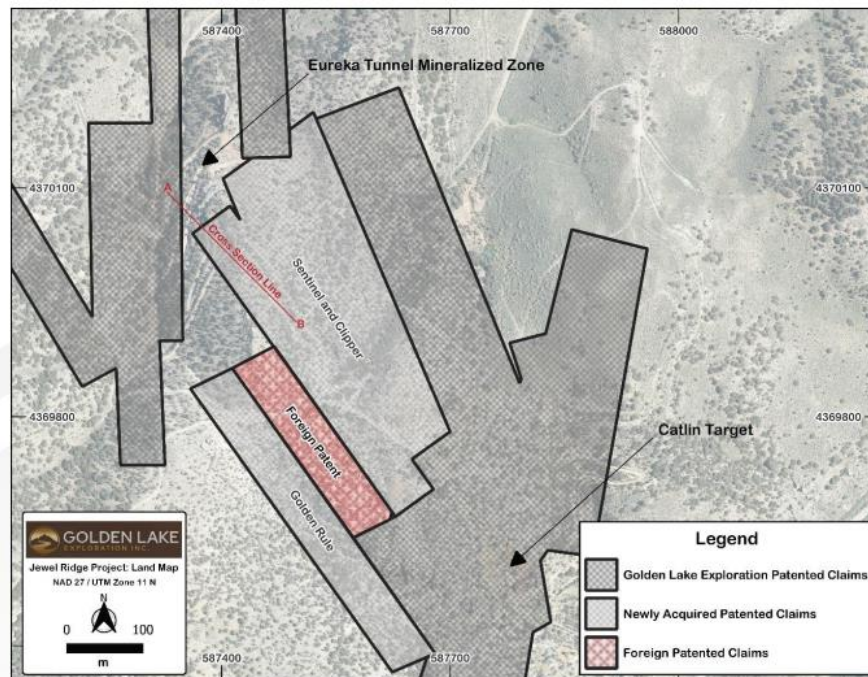 587400
587700
588000
Eureka Tunnel Mineralized Zone
4370100
4370100
A
Cross Section Line
B
Sentinel and Clipper
4369800
4369800
Foreign Patent
Catlin Target
Golden Rule
GOLDEN LAKE
EXPLORATION INC.
Jewel Ridge Project: Land Map
NAD 27 / UTM Zone 11 N
N
0 100
m
Legend
Golden Lake Exploration Patented Claims
Newly Acquired Patented Claims
Foreign Patented Claims
587400
587700